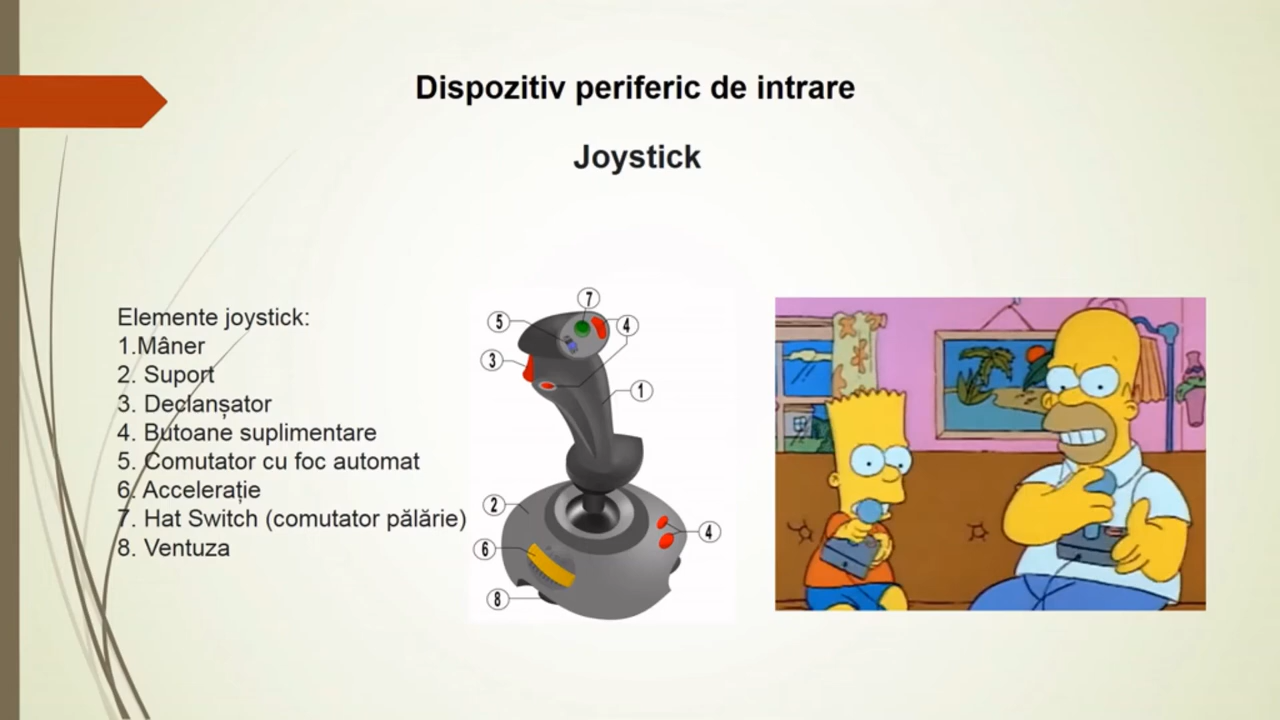 Dispozitiv periferic de intrare
Joystick
Elemente joystick:
1.Mâner
2. Suport
3. Declanșator
4. Butoane suplimentare
5. Comutator cu foc automat
6. Accelerație
7. Hat Switch (comutator pălărie)
8. Ventuza
7
5
4
3
1
2
4
6
8